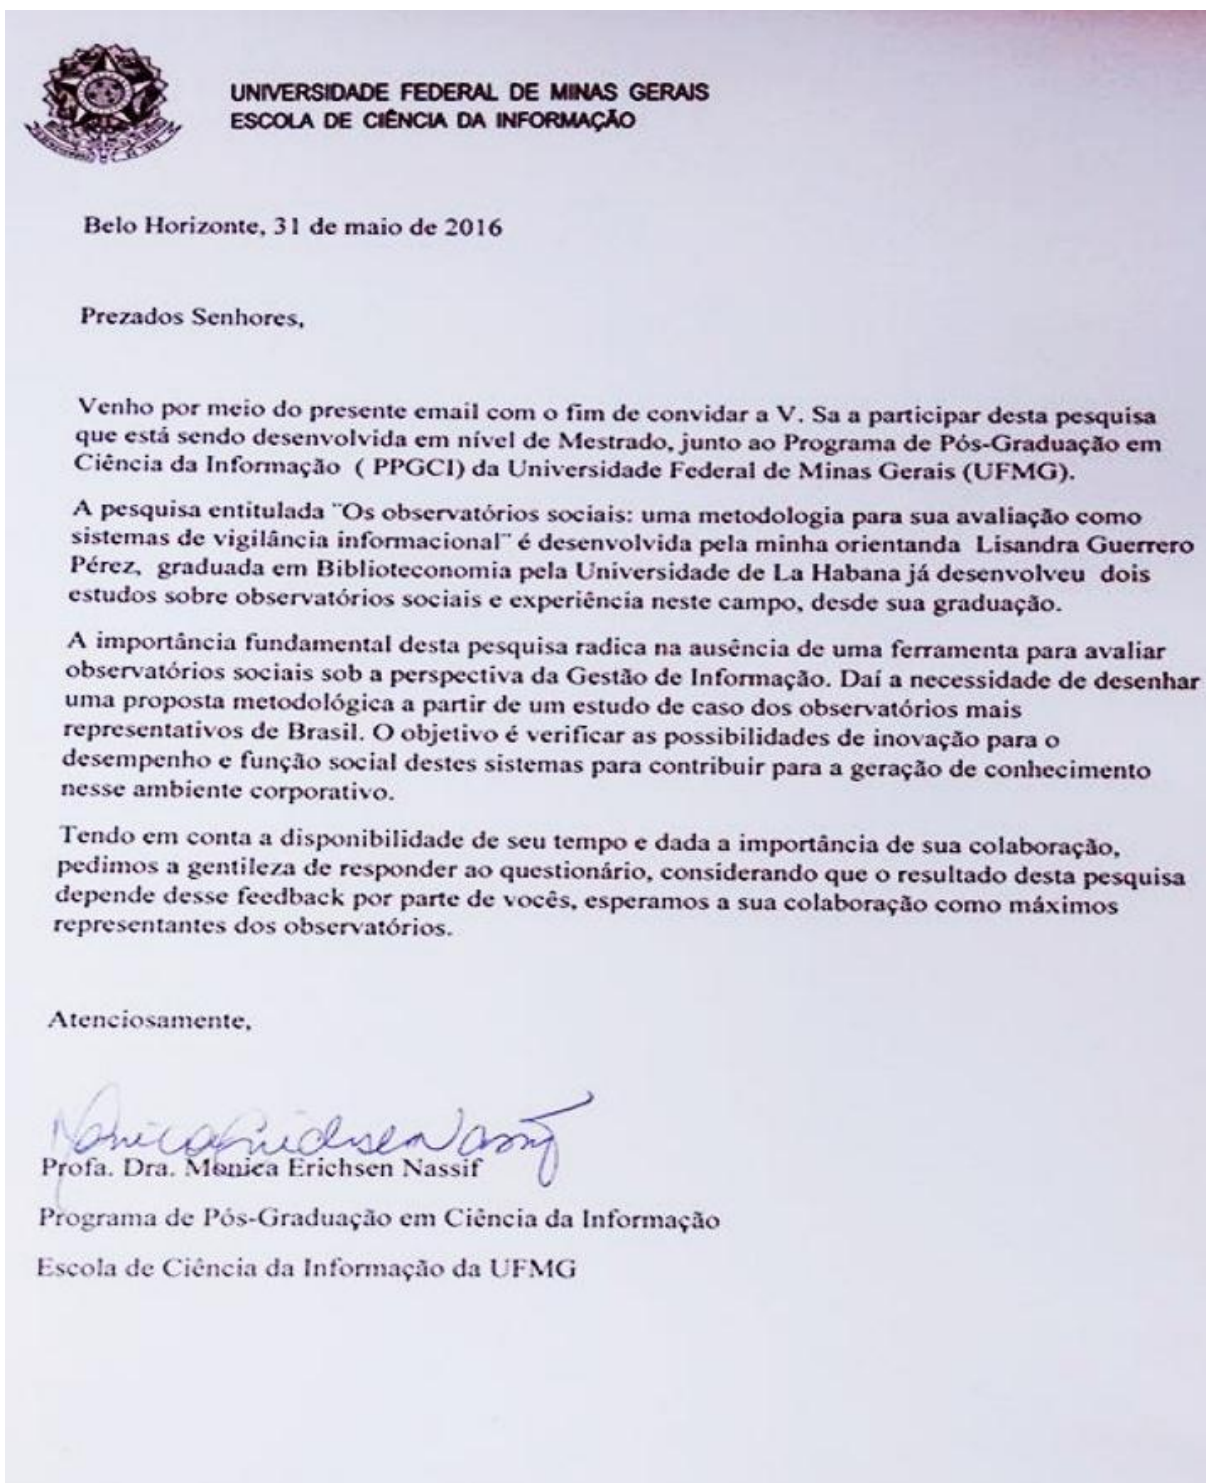 UNIVERSIDADE FEDERAL DE MINAS GERAIS
ESCOLA DE CIÊNCIA DA INFORMAÇÃO
Belo Horizonte, 31 de maio de 2016
Prezados Senhores,
Venho por meio do presente email com o fim de convidar a V. Sa a participar desta pesquisa
que está sendo desenvolvida em nível de Mestrado, junto ao Programa de Pós-Graduação em
Ciência da Informação ( PPGCI) da Universidade Federal de Minas Gerais (UFMG).
A pesquisa entitulada ¨Os observatórios sociais: uma metodologia para sua avaliação como
sistemas de vigilância informacional¨ é desenvolvida pela minha orientanda Lisandra Guerrero
Pérez, graduada em Biblioteconomia pela Universidade de La Habana já desenvolveu dois
estudos sobre observatórios sociais e experiência neste campo, desde sua graduação.
A importância fundamental desta pesquisa radica na ausência de uma ferramenta para avaliar
observatórios sociais sob a perspectiva da Gestão de Informação. Daí a necessidade de desenhar
uma proposta metodológica a partir de um estudo de caso dos observatórios mais
representativos de Brasil. O objetivo é verificar as possibilidades de inovação para o
desempenho e função social destes sistemas para contribuir para a geração de conhecimento
nesse ambiente corporativo.
Tendo em conta a disponibilidade de seu tempo e dada a importância de sua colaboração,
pedimos a gentileza de responder ao questionário, considerando que o resultado desta pesquisa
depende desse feedback por parte de vocês, esperamos a sua colaboração como máximos
representantes dos observatórios.
Atenciosamente,
Monica Erichsen Nassif
Profa. Dra. Monica Erichsen Nassif
Programa de Pós-Graduação em Ciência da Informação
Escola de Ciência da Informação da UFMG